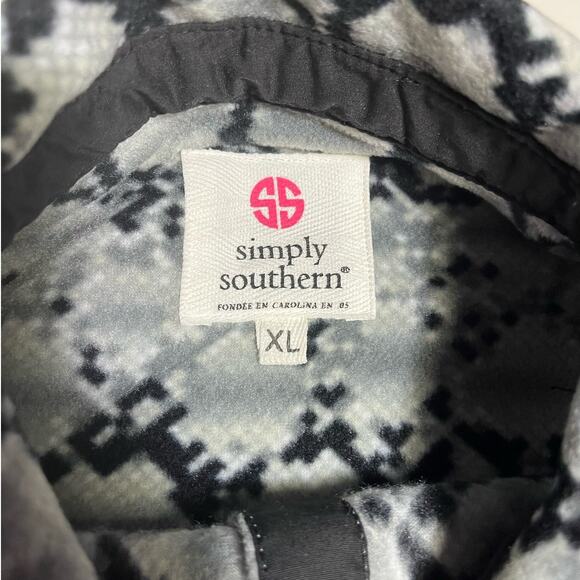 SS
simply
southern®
FONDÉE EN CAROLINA EN .05
XL